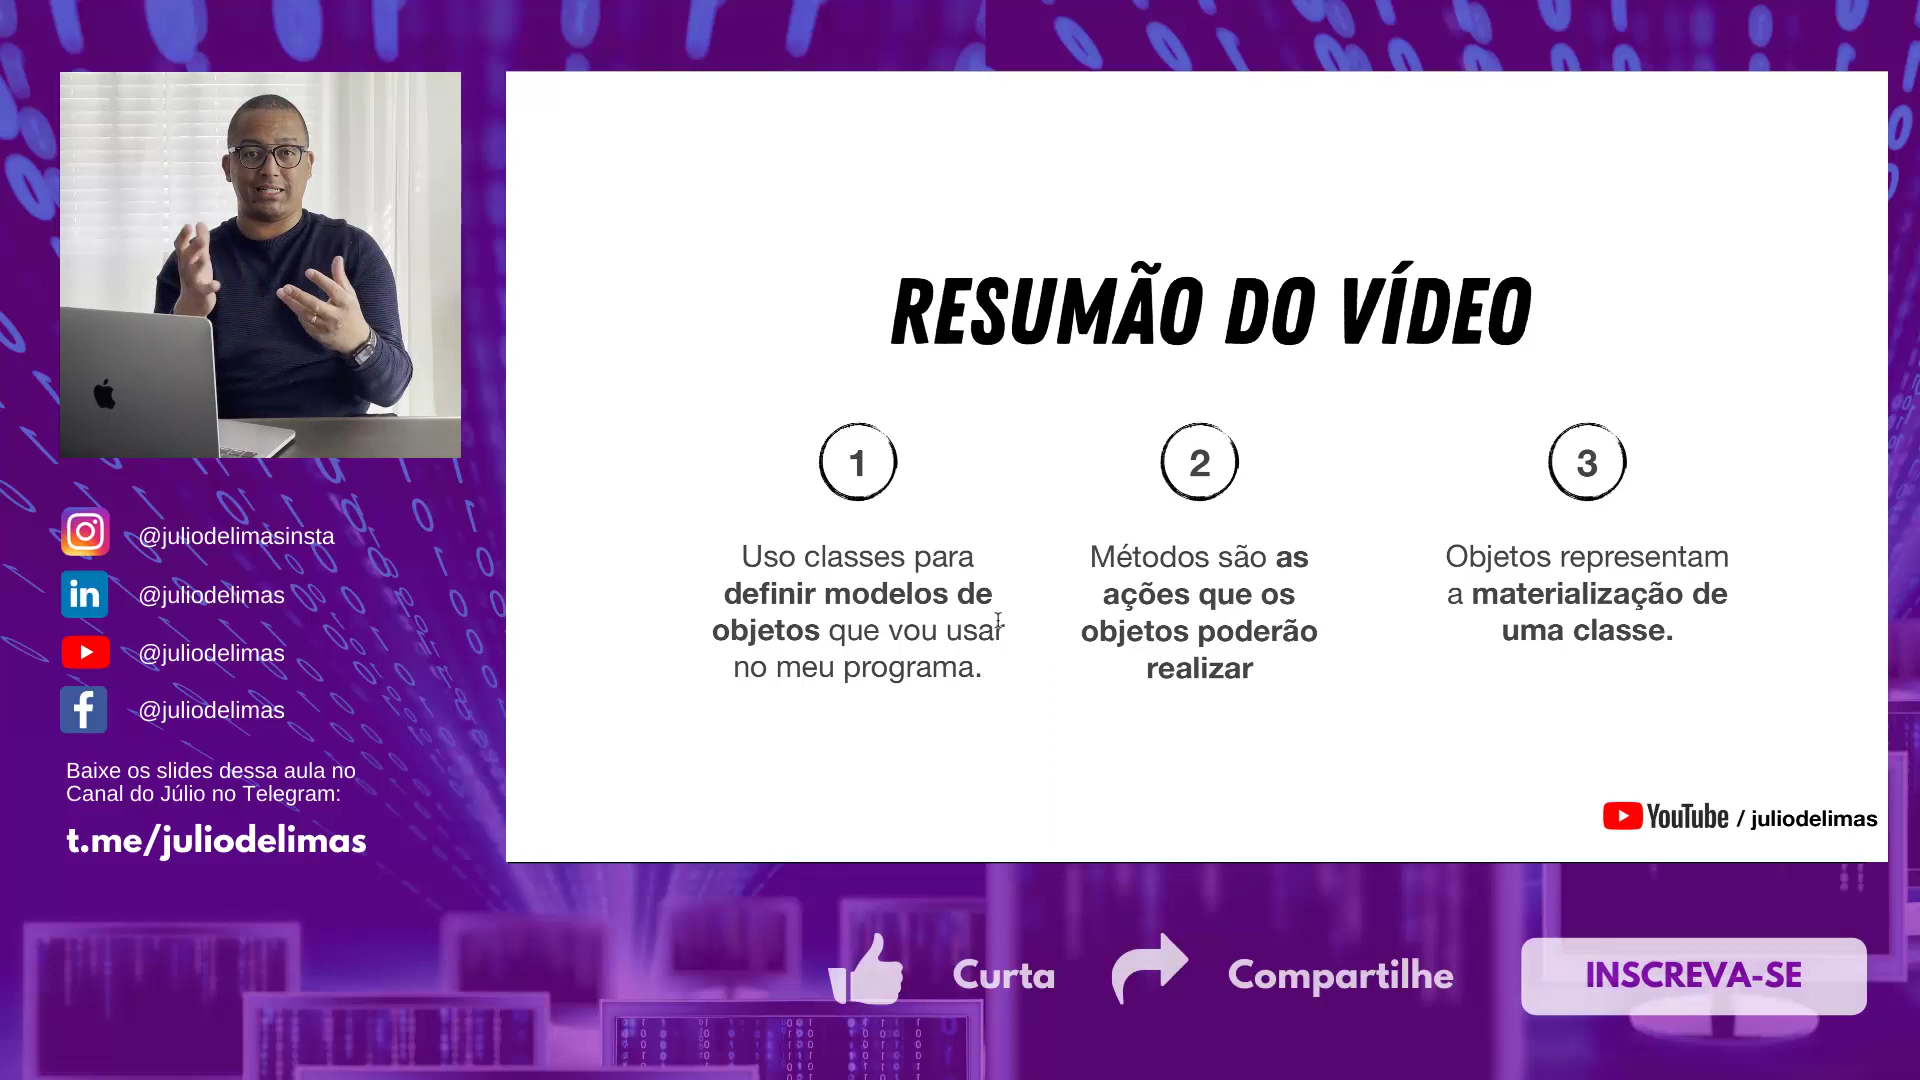 RESUMÃO DO VÍDEO
1
Uso classes para
definir modelos de
objetos que vou usar
no meu programa.
2
Métodos são as
ações que os
objetos poderão
realizar
3
Objetos representam
a materialização de
uma classe.
YouTube / juliodelimas
@juliodelimasinsta
in @juliodelimas
@juliodelimas
f @juliodelimas
Baixe os slides dessa aula no
Canal do Júlio no Telegram:
t.me/juliodelimas
Curta
Compartilhe
INSCREVA-SE